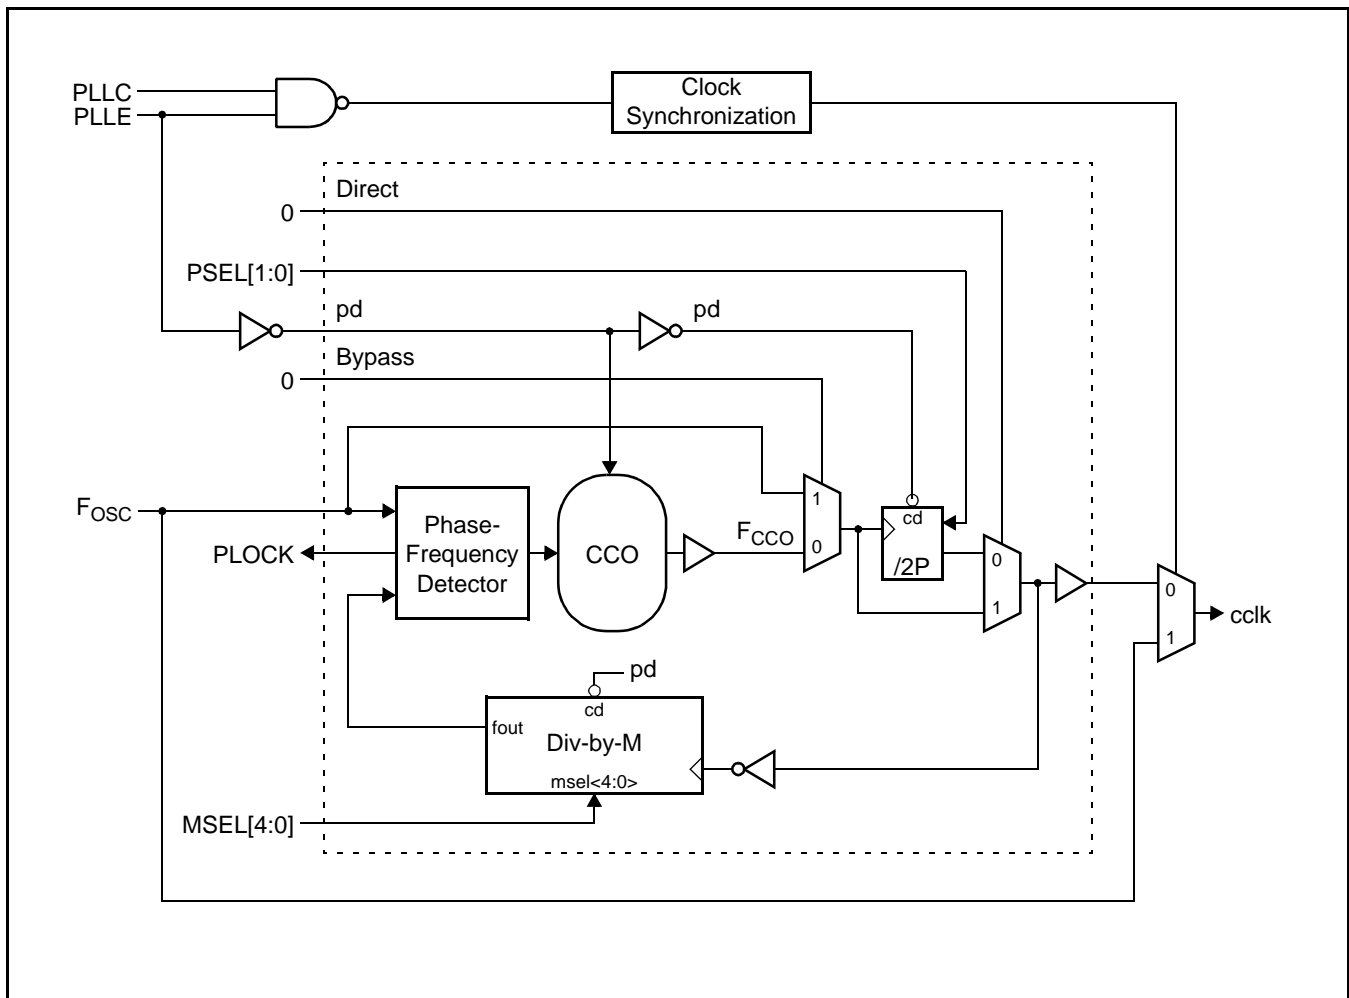 PLLC
PLLE
Clock
Synchronization
Direct
0
PSEL[1:0]
pd
pd
Bypass
0
FOSC
PLOCK
Phase-
Frequency
Detector
CCO
FCCO
1
0
cd
/2P
0
1
0
1
cclk
pd
cd
fout
Div-by-M
msel<4:0>
MSEL[4:0]